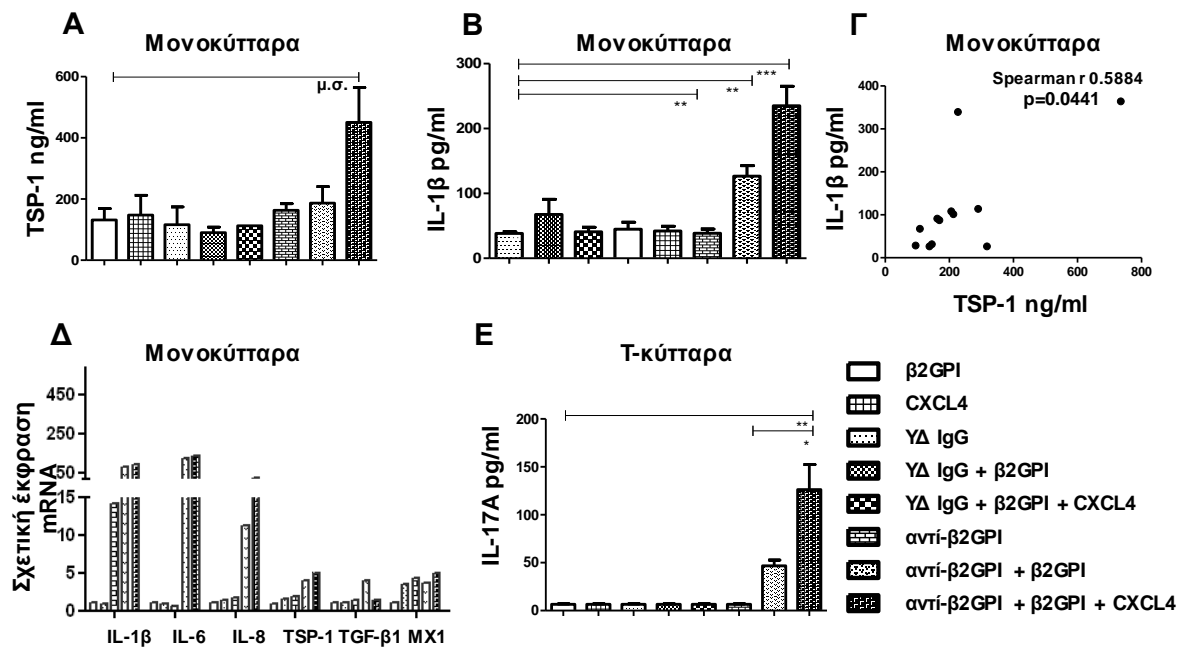 Α
Μονοκύτταρα
TSP-1 ng/ml
600
400
200
0
μ.σ.
Β
Μονοκύτταρα
IL-1β pg/ml
300
200
100
50
0
**
**
***
Γ
Μονοκύτταρα
Spearman r 0.5884
p=0.0441
IL-1β pg/ml
400
300
200
100
0
0 200 400 600 800
TSP-1 ng/ml
Δ
Μονοκύτταρα
Σχετική έκφραση
mRNA
450
250
150
50
15
10
5
0
IL-1β IL-6 IL-8 TSP-1 TGF-β1 MX1
Ε
Τ-κύτταρα
IL-17A pg/ml
200
150
100
50
0
**
*
β2GPI
CXCL4
ΥΔ IgG
ΥΔ IgG + β2GPI
ΥΔ IgG + β2GPI + CXCL4
αντί-β2GPI
αντί-β2GPI + β2GPI
αντί-β2GPI + β2GPI + CXCL4